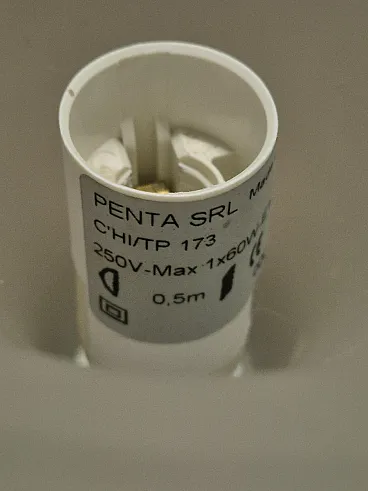 PENTA SRL
C'HI/TP 173
250V-Max 1x60W
0,5m